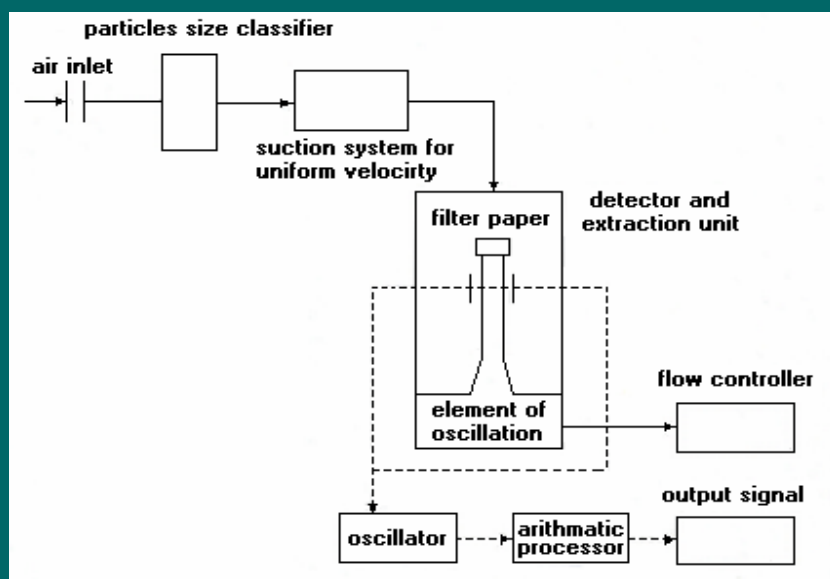 particles size classifier
air inlet
suction system for
uniform velocirty
filter paper
detector and
extraction unit
element of
oscillation
flow controller
output signal
oscillator
arithmatic
processor